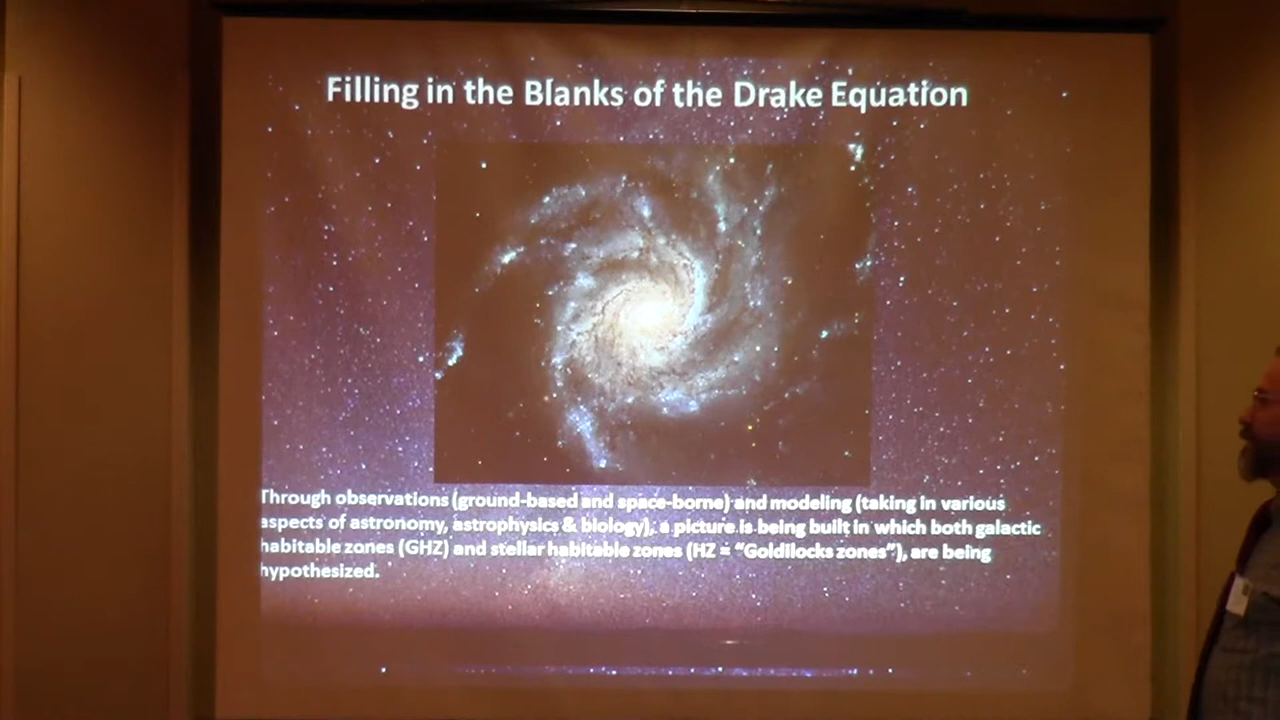 Filling in the Blanks of the Drake Equation
Through observations (ground-based and space-borne) and modeling (taking in various
aspects of astronomy, astrophysics & biology), a picture is being built in which both galactic
habitable zones (GHZ) and stellar habitable zones (HZ = "Goldilocks zones"), are being
hypothesized.